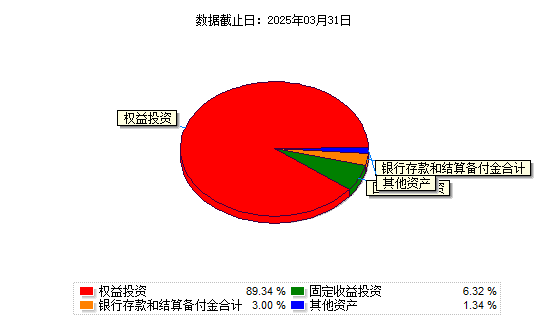 数据截止日：2025年03月31日
权益投资
银行存款和结算备付金合计
其他资产
资
权益投资 89.34 % 固定收益投资 6.32 %
银行存款和结算备付金合计 3.00 % 其他资产 1.34 %